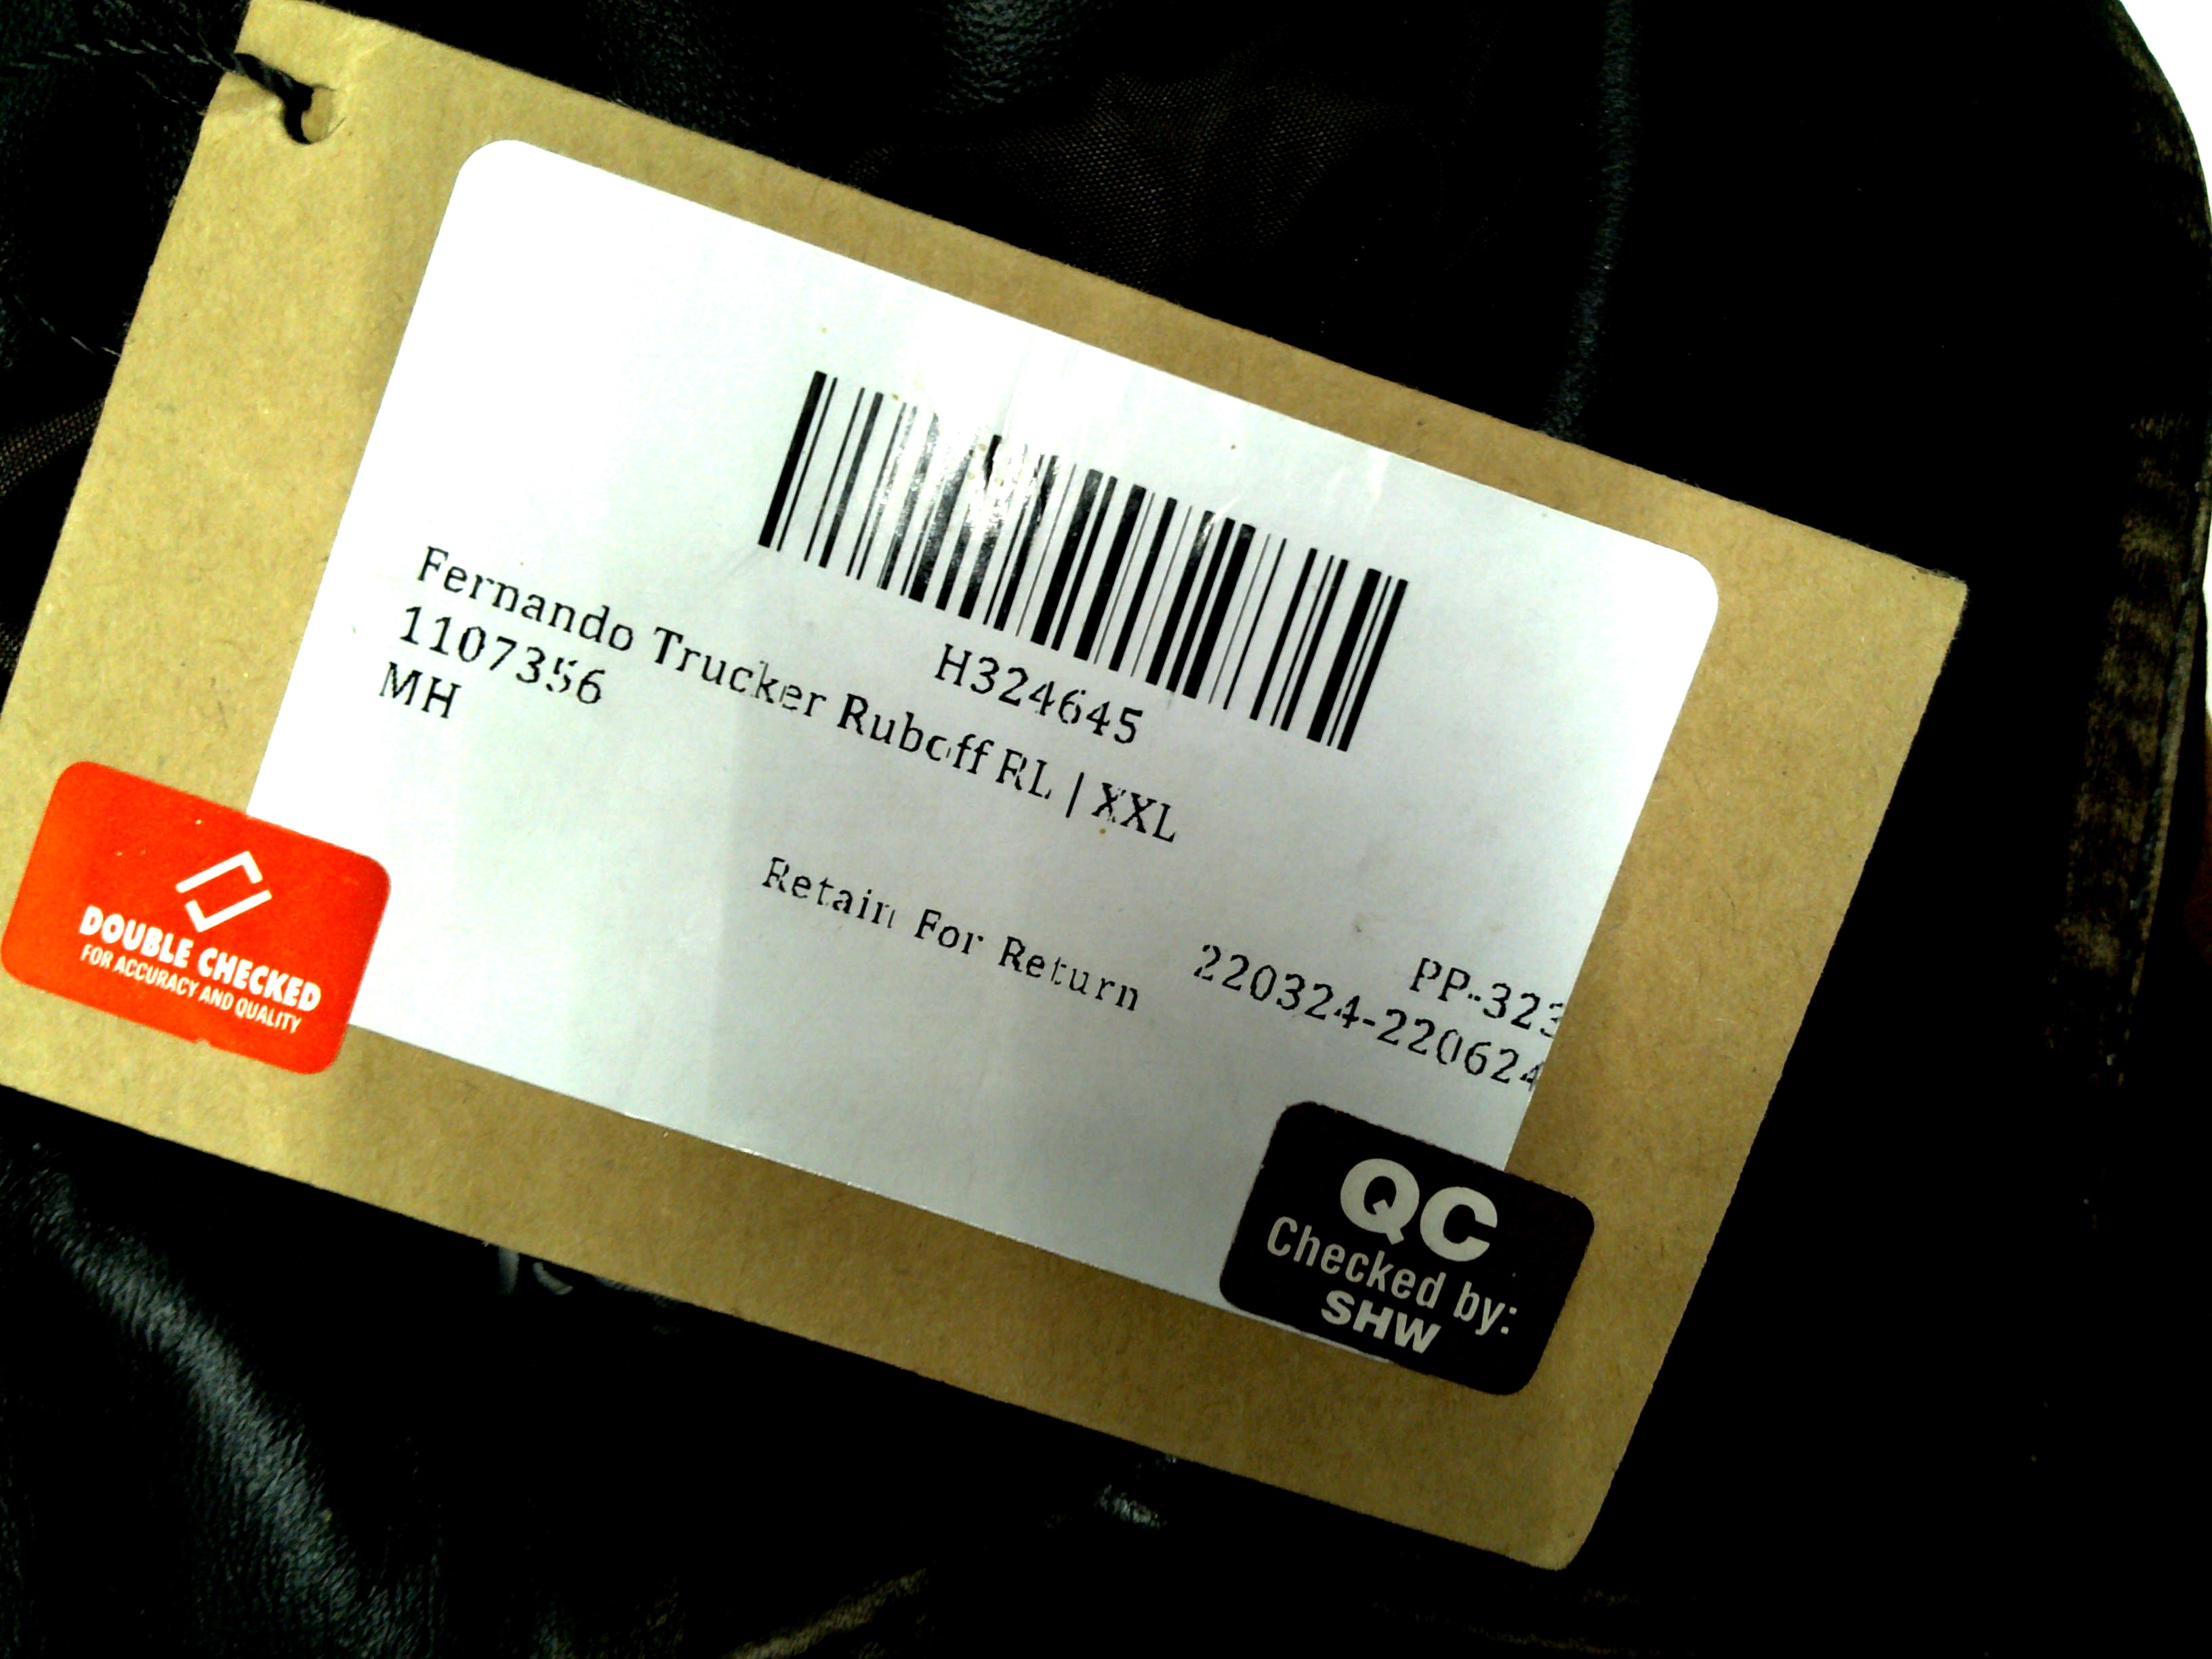 H324645
Fernando Trucker Ruboff RL | XXL
1107356
MH
Retain For Return
PP-323
220324-220624
DOUBLE CHECKED
FOR ACCURACY AND QUALITY
QC
Checked by:
SHW